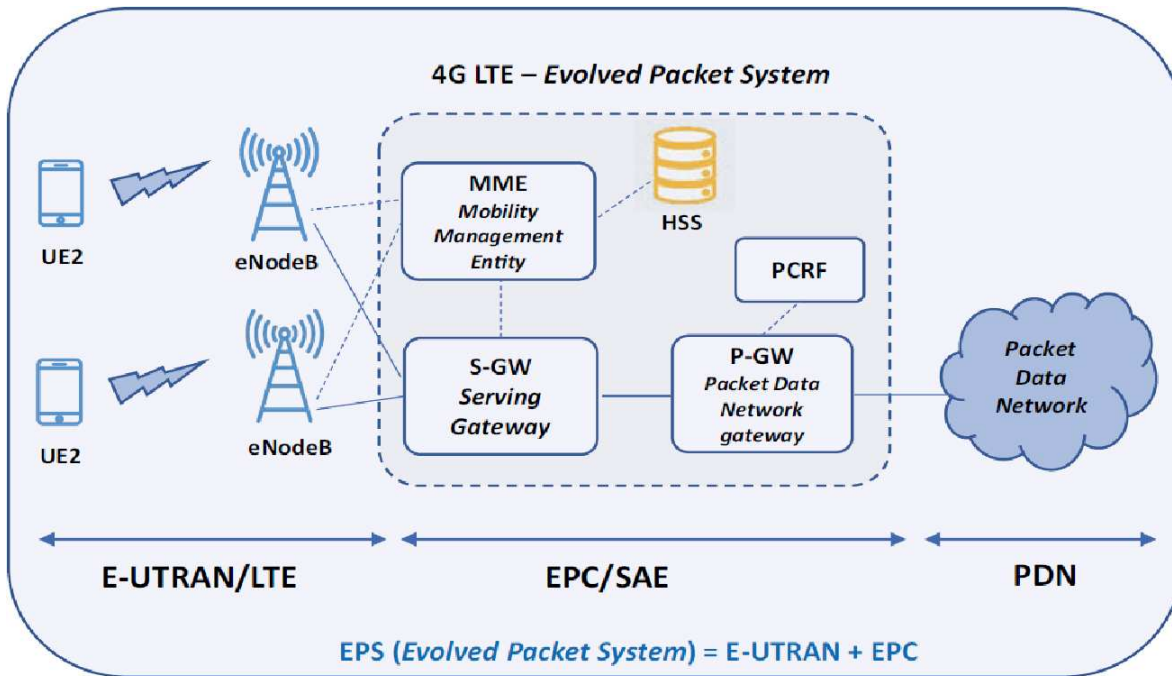 4G LTE – Evolved Packet System
MME
Mobility
Management
Entity
HSS
UE2
eNodeB
PCRF
S-GW
Serving
Gateway
P-GW
Packet Data
Network
gateway
Packet
Data
Network
UE2
eNodeB
E-UTRAN/LTE
EPC/SAE
PDN
EPS (Evolved Packet System) = E-UTRAN + EPC